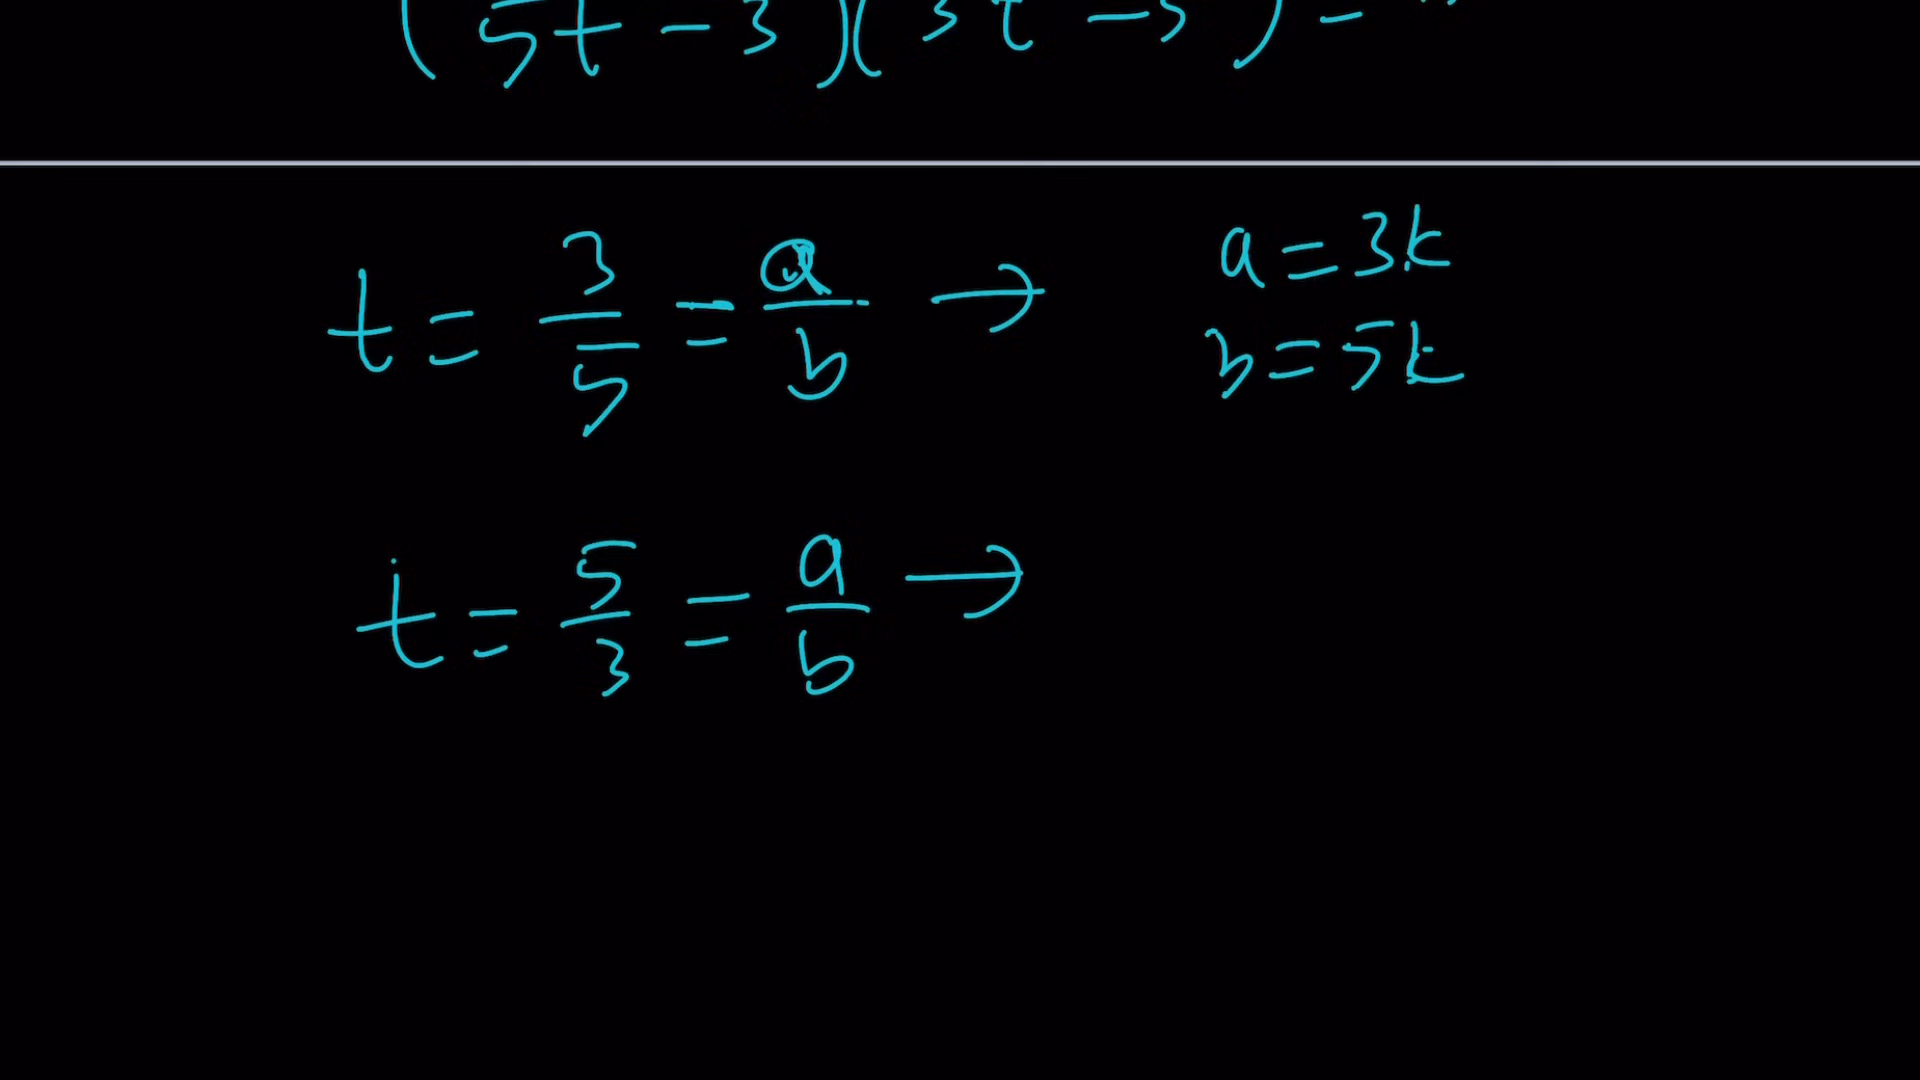 (5t - 3)(3t - 5) =
t = 3/5 = a/b → a = 3k
b = 5k
t = 5/3 = a/b →